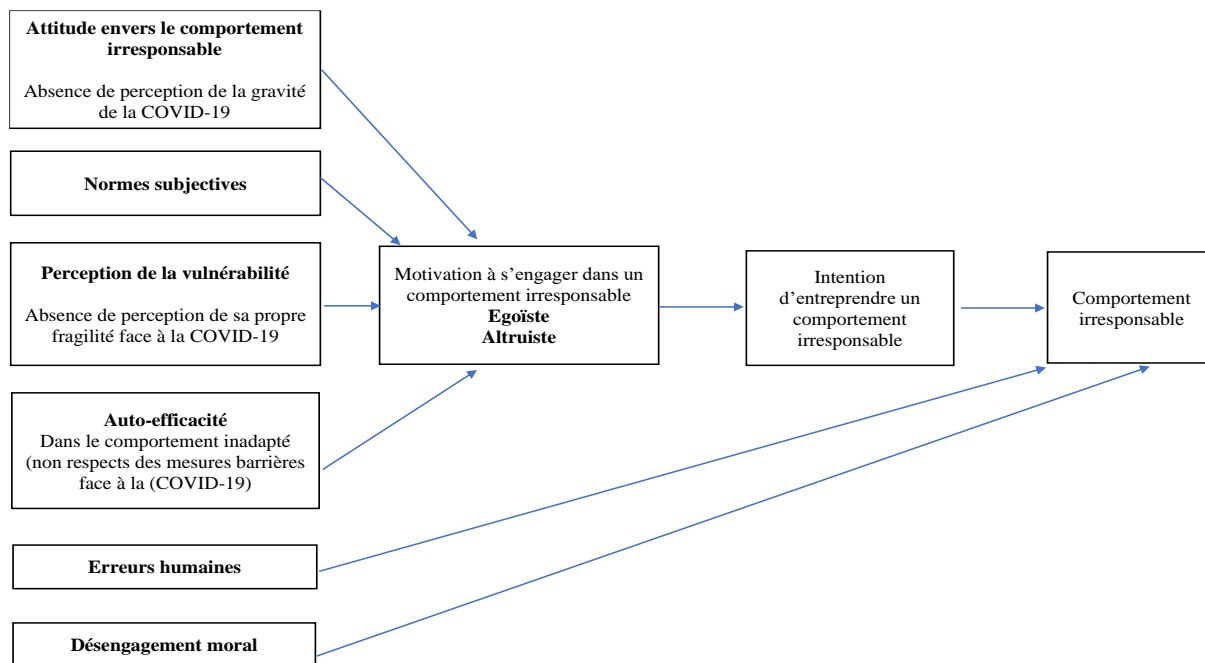 Attitude envers le comportement
irresponsable
Absence de perception de la gravité
de la COVID-19
Normes subjectives
Perception de la vulnérabilité
Absence de perception de sa propre
fragilité face à la COVID-19
Auto-efficacité
Dans le comportement inadapté
(non respects des mesures barrières
face à la (COVID-19)
Erreurs humaines
Désengagement moral
Motivation à s’engager dans un
comportement irresponsable
Egoïste
Altruiste
Intention
d’entreprendre un
comportement
irresponsable
Comportement
irresponsable